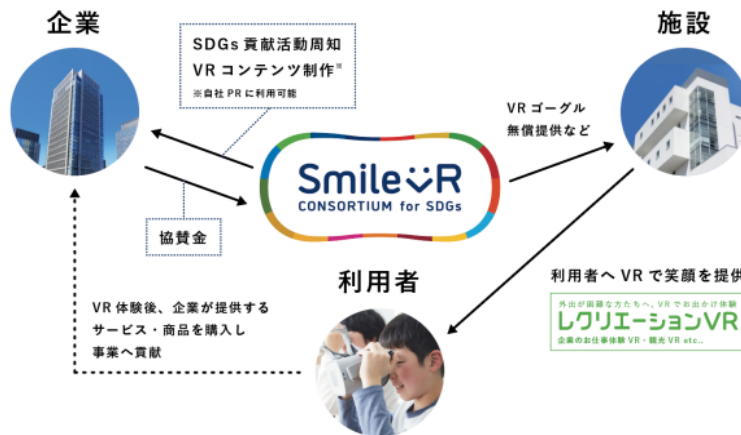 企業
施設
SDGs 貢献活動周知
VR コンテンツ制作※
※自社 PR に利用可能
VR ゴーグル
無償提供など
Smile VR
CONSORTIUM for SDGs
協賛金
利用者
利用者へ VR で笑顔を提供
外出が困難な方たちへ、VR でお出かけ体験
レクリエーションVR
企業のお仕事体験 VR・観光 VR etc..
VR 体験後、企業が提供する
サービス・商品を購入し
事業へ貢献